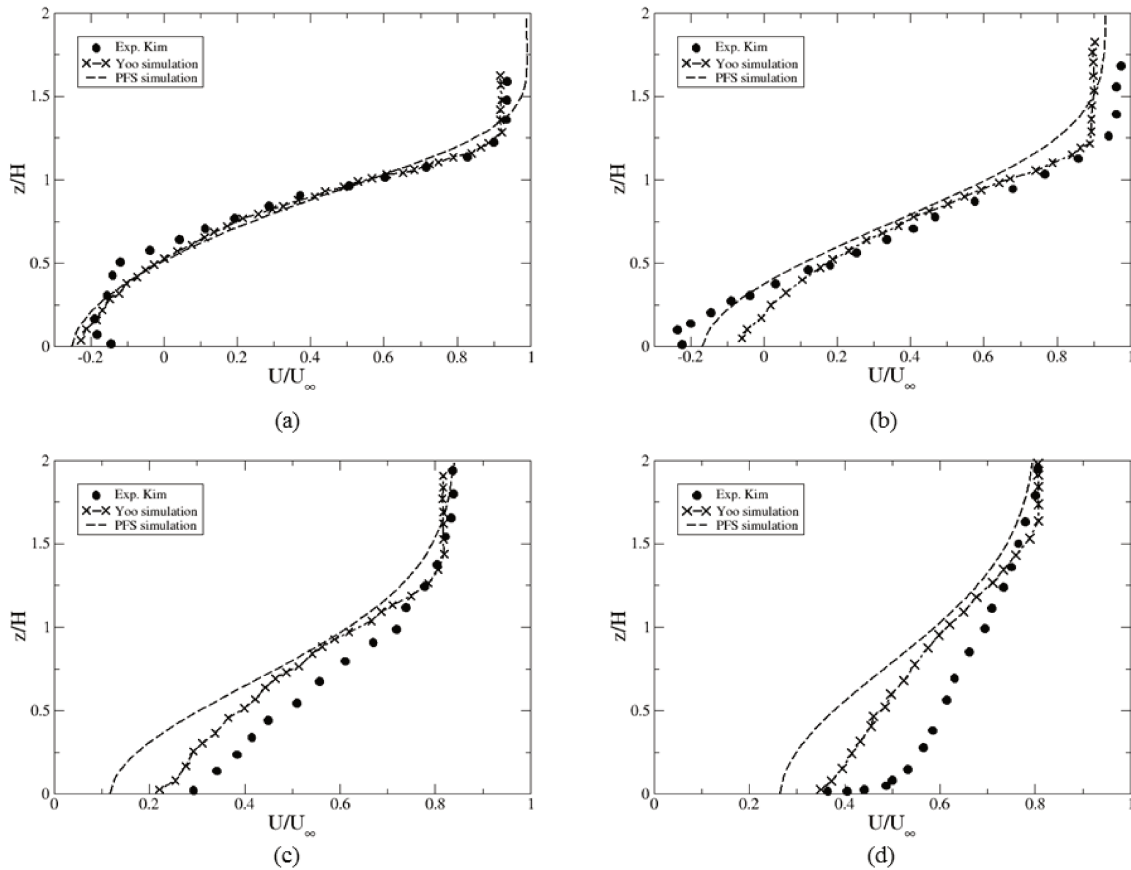 2
1.5
1
0.5
0
z/H
Exp. Kim
Yoo simulation
PFS simulation
-0.2 0 0.2 0.4 0.6 0.8 1
U/U∞
(a)
2
1.5
1
0.5
0
z/H
Exp. Kim
Yoo simulation
PFS simulation
-0.2 0 0.2 0.4 0.6 0.8 1
U/U∞
(b)
2
1.5
1
0.5
0
z/H
Exp. Kim
Yoo simulation
PFS simulation
0 0.2 0.4 0.6 0.8 1
U/U∞
(c)
2
1.5
1
0.5
0
z/H
Exp. Kim
Yoo simulation
PFS simulation
0 0.2 0.4 0.6 0.8 1
U/U∞
(d)